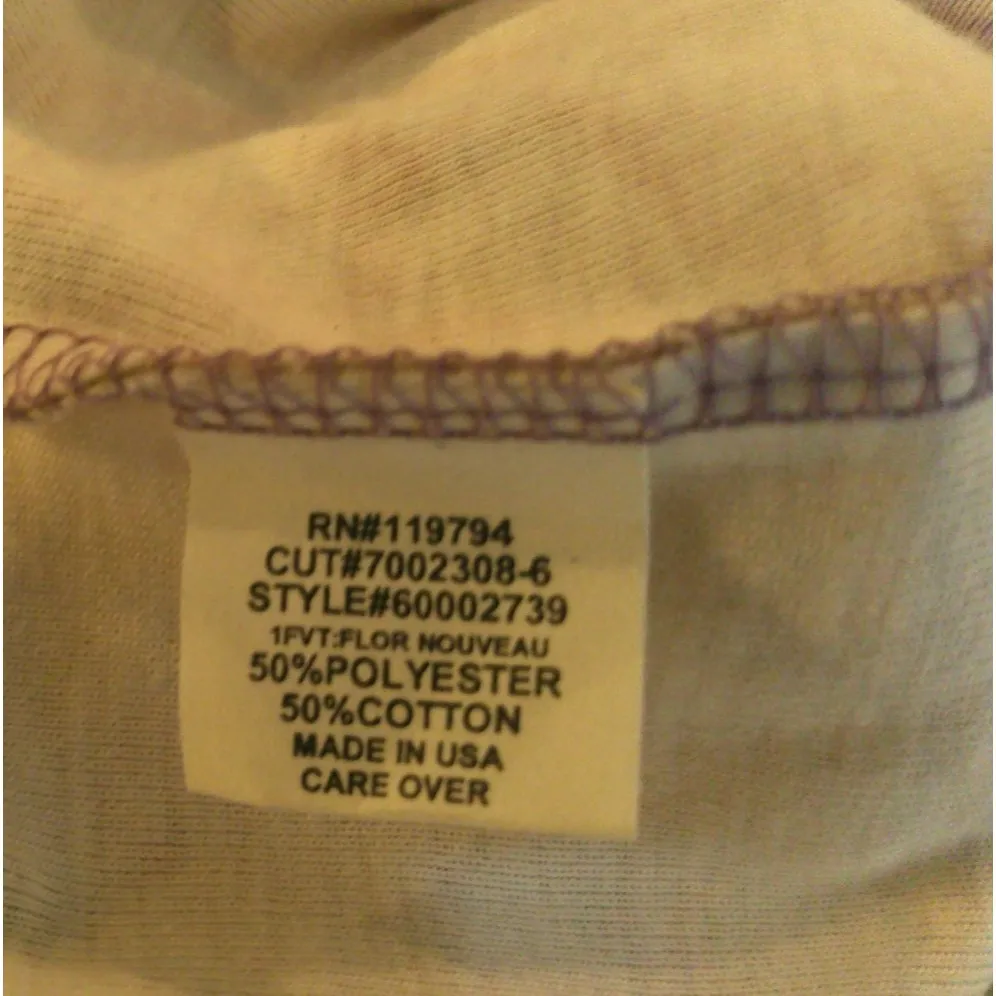 RN#119794
CUT#7002308-6
STYLE#60002739
1FVT:FLOR NOUVEAU
50%POLYESTER
50%COTTON
MADE IN USA
CARE OVER